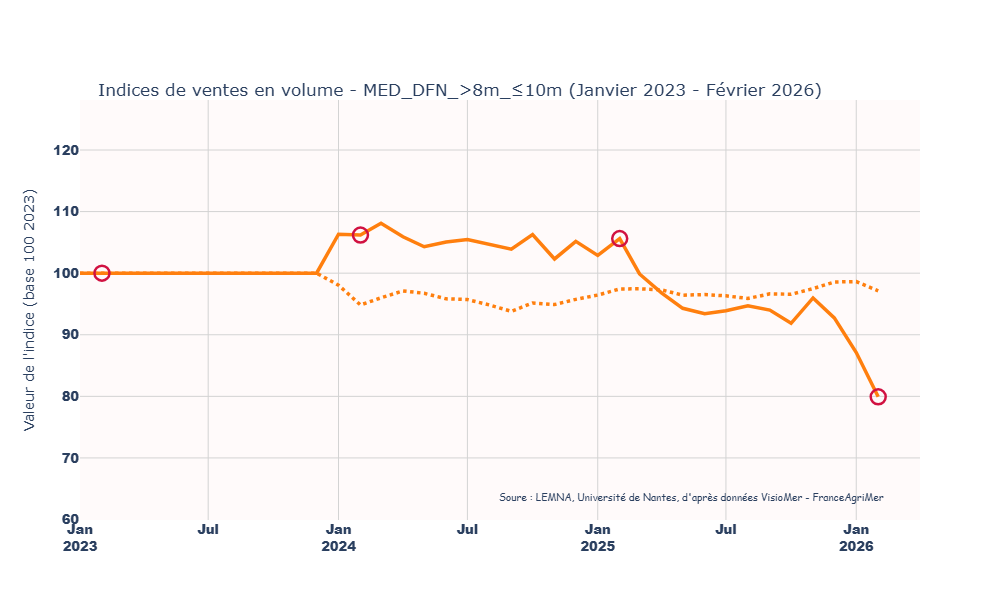 Indices de ventes en volume - MED_DFN_>8m_≤10m (Janvier 2023 - Février 2026)
Valeur de l'indice (base 100 2023)
120
110
100
90
80
70
60
Soure : LEMNA, Université de Nantes, d'après données VisioMer - FranceAgriMer
Jan
2023
Jul
Jan
2024
Jul
Jan
2025
Jul
Jan
2026